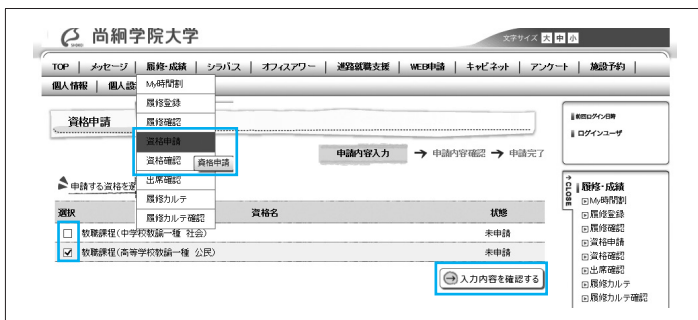 尚絅学院大学
文字サイズ 大 中 小
TOP | メッセージ | 履修・成績 | シラバス | オフィスアワー | 進路就職支援 | WEB申請 | キャビネット | アンケート | 施設予約 |
個人情報 | 個人設
My時間割
履修登録
履修確認
資格申請
資格確認
資格申請
出席確認
履修カルテ
履修カルテ確認
資格申請
申請内容入力 → 申請内容確認 → 申請完了
前回ログイン日時
ログインユーザ
申請する資格を選
選択 資格名 状態
教職課程(中学校教諭一種 社会) 未申請
教職課程(高等学校教諭一種 公民) 未申請
入力内容を確認する
CLOSE
履修・成績
My時間割
履修登録
履修確認
資格申請
資格確認
出席確認
履修カルテ
履修カルテ確認